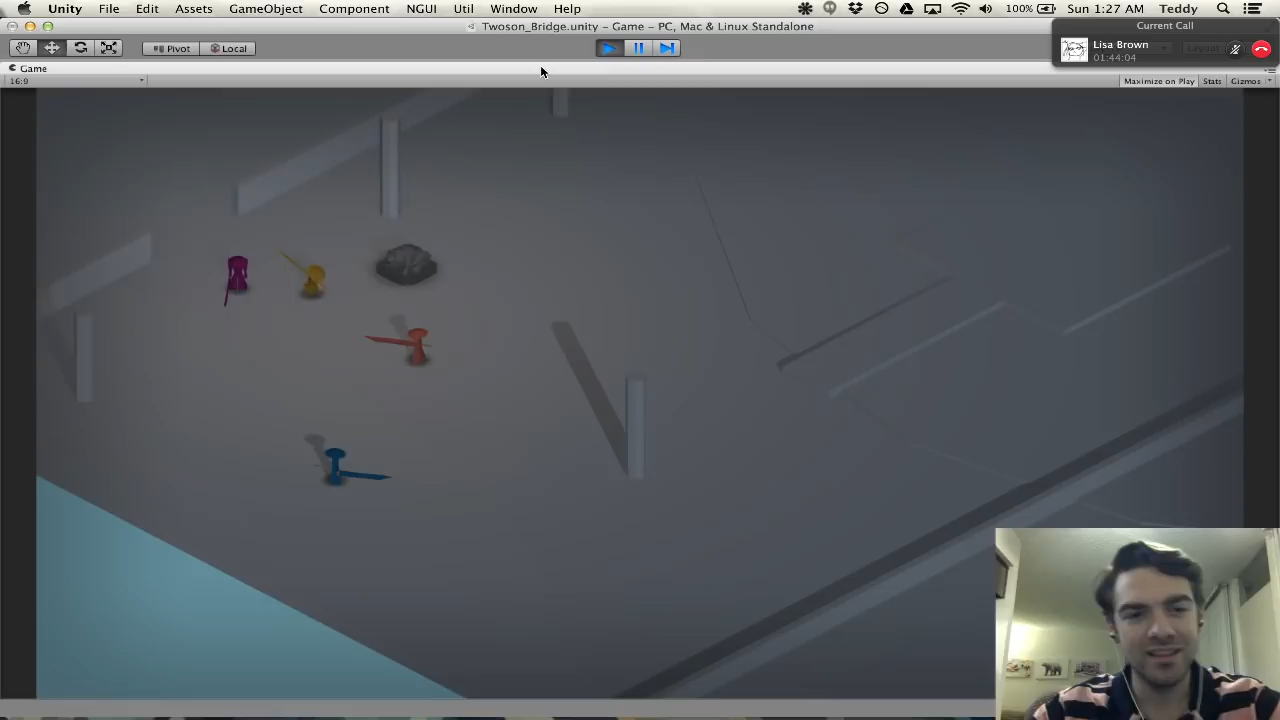 Unity File Edit Assets GameObject Component NGUI Util Window Help 100% Sun 1:27 AM Teddy
Twoson_Bridge.unity - Game - PC, Mac & Linux Standalone
Current Call
Pivot Local
Lisa Brown
01:44:04
Game
16:9 Maximize on Play Stats Gizmos